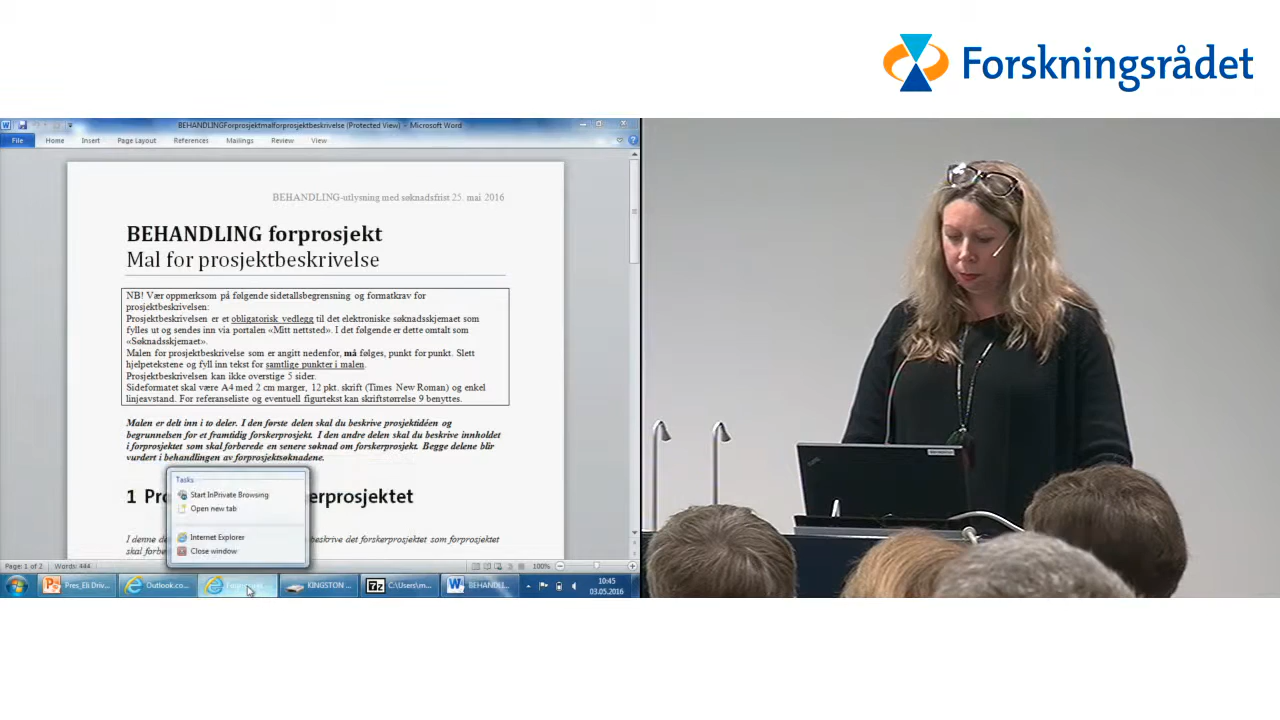 Forskningsrådet
BEHANDLINGForprosjektmalforprosjektbeskrivelse (Protected View) - Microsoft Word
File Home Insert Page Layout References Mailings Review View
BEHANDLING-utlysning med søknadsfrist 25. mai 2016
BEHANDLING forprosjekt
Mal for prosjektbeskrivelse
NB! Vær oppmerksom på følgende sidetallsbegrensning og formatkrav for
prosjektbeskrivelsen:
Prosjektbeskrivelsen er et obligatorisk vedlegg til det elektroniske søknadsskjemaet som
fylles ut og sendes inn via portalen «Mitt nettsted». I det følgende er dette omtalt som
«Søknadsskjemaet».
Malen for prosjektbeskrivelse som er angitt nedenfor, må følges, punkt for punkt. Slett
hjelpetekstene og fyll inn tekst for samtlige punkter i malen.
Prosjektbeskrivelsen kan ikke overstige 5 sider.
Sideformatet skal være A4 med 2 cm marger, 12 pkt. skrift (Times New Roman) og enkel
linjeavstand. For referanseliste og eventuell figurtekst kan skriftstørrelse 9 benyttes.
Malen er delt inn i to deler. I den første delen skal du beskrive prosjektidéen og
begrunnelsen for et framtidig forskerprosjekt. I den andre delen skal du beskrive innholdet
i forprosjektet som skal forberede en senere søknad om forskerprosjekt. Begge delene blir
vurdert i behandlingen av forprosjektsøknadene.
Tasks
Start InPrivate Browsing
Open new tab
Internet Explorer
Close window
1 Pro erprosjektet
I denne de krive det forskerprosjektet som forprosjektet
skal forbe
Page: 1 of 2 Words: 444 100%
Pres_Eli Driv... Outlook.co... KINGSTON ... C:\Users\m... BEHANDLI...
10:45
03.05.2016